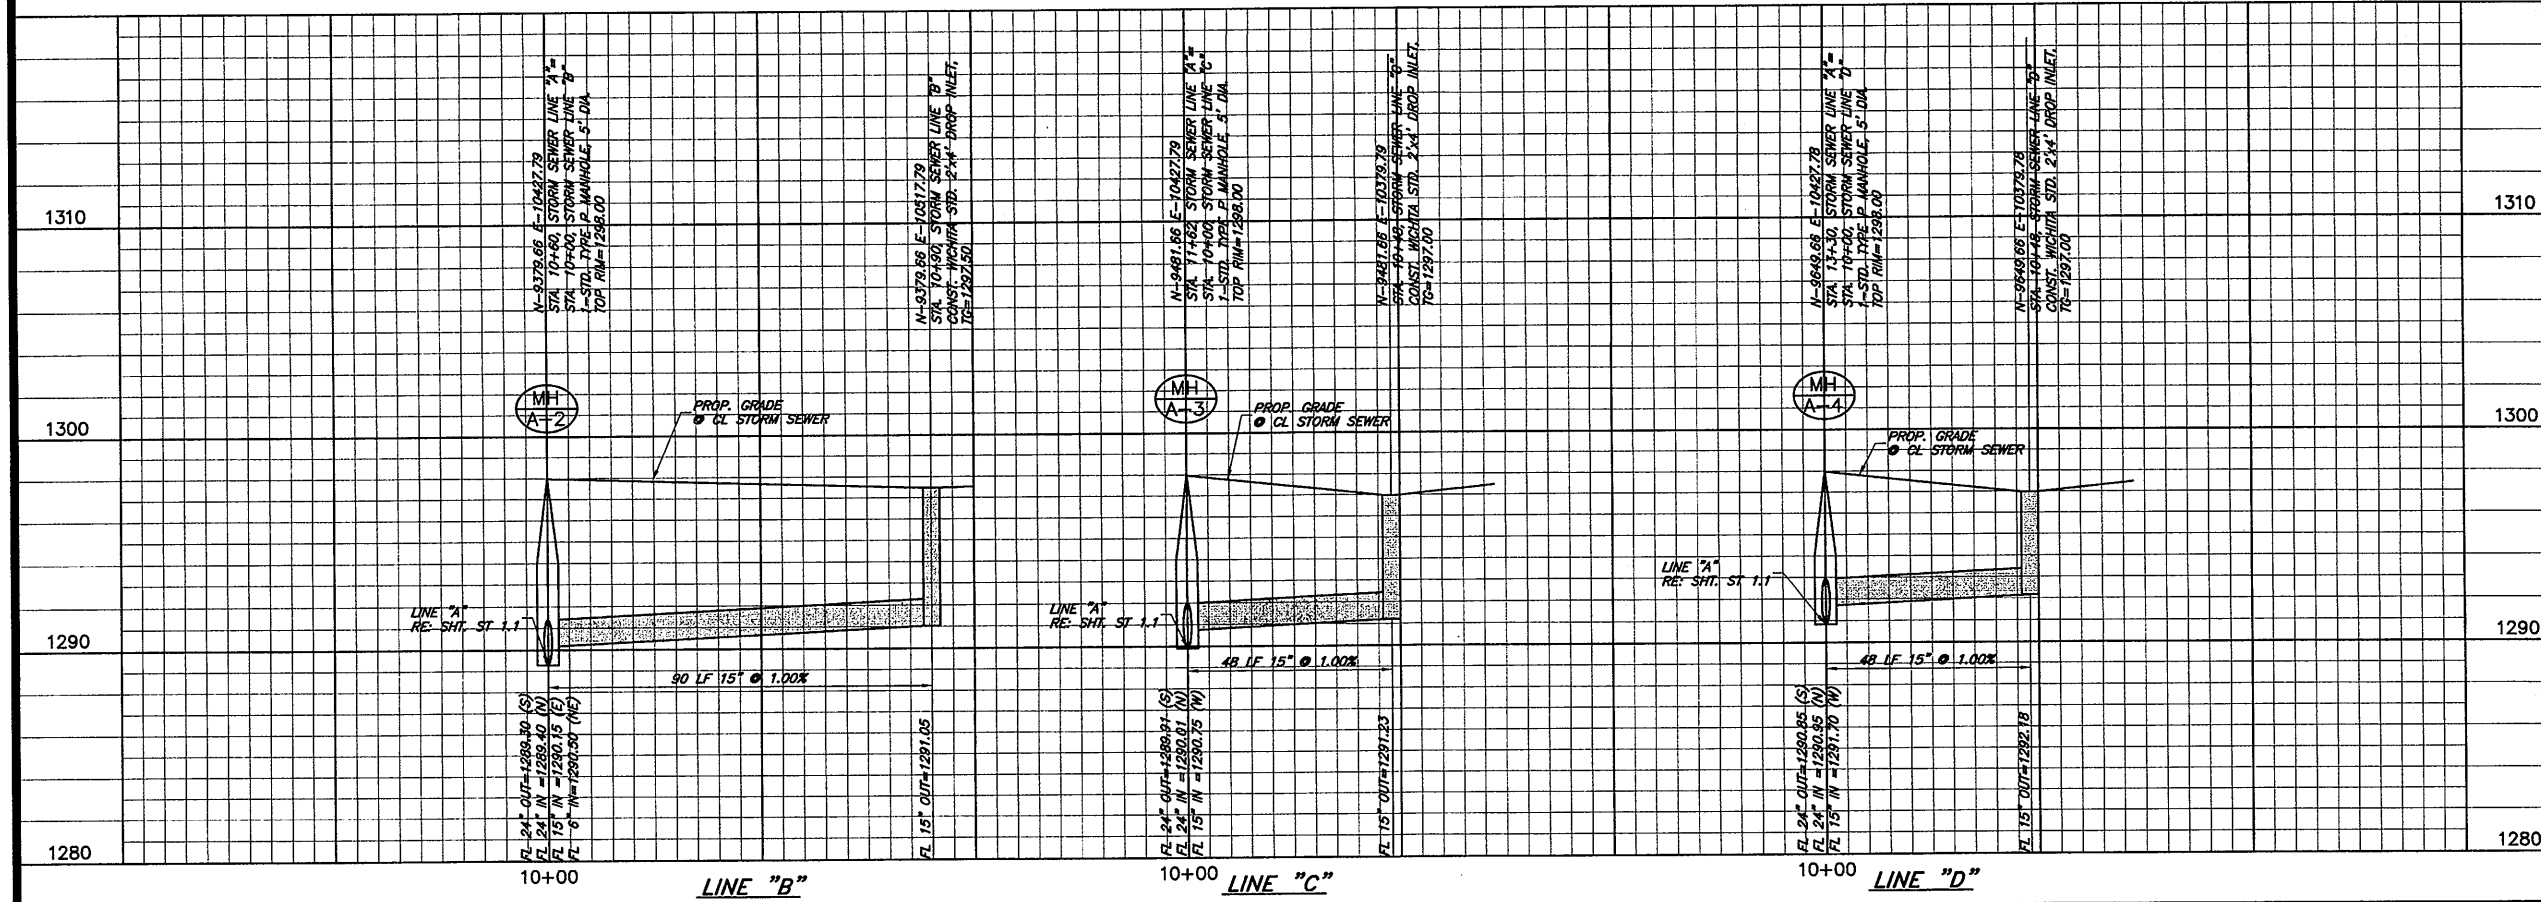 N-9379.66 E-10427.79
STA. 10+60, STORM SEWER LINE "A"=
STA. 10+00, STORM SEWER LINE "B"
1-STD. TYPE P MANHOLE, 5' DIA.
TOP RIM=1298.00
N-9379.66 E-10517.79
STA. 10+90, STORM SEWER LINE "B"
CONST. WICHITA STD. 2'x4' DROP INLET,
TG=1297.50
N-9481.66 E-10427.79
STA. 11+62, STORM SEWER LINE "A"=
STA. 10+00, STORM SEWER LINE "C"
1-STD. TYPE P MANHOLE, 5' DIA.
TOP RIM=1298.00
N-9481.66 E-10379.79
STA. 10+48, STORM SEWER LINE "C"
CONST. WICHITA STD. 2'x4' DROP INLET,
TG=1297.00
N-9649.66 E-10427.78
STA. 13+30, STORM SEWER LINE "A"=
STA. 10+00, STORM SEWER LINE "D"
1-STD. TYPE P MANHOLE, 5' DIA.
TOP RIM=1298.00
N-9649.66 E-10379.78
STA. 10+48, STORM SEWER LINE "D"
CONST. WICHITA STD. 2'x4' DROP INLET,
TG=1297.00
1310
1310
MH
A-2
MH
A-3
MH
A-4
PROP. GRADE
@ CL STORM SEWER
PROP. GRADE
@ CL STORM SEWER
PROP. GRADE
@ CL STORM SEWER
1300
1300
LINE "A"
RE: SHT. ST 1.1
LINE "A"
RE: SHT. ST 1.1
LINE "A"
RE: SHT. ST 1.1
1290
1290
90 LF 15" @ 1.00%
48 LF 15" @ 1.00%
48 LF 15" @ 1.00%
FL 24" OUT=1289.30 (S)
FL 24" IN =1289.40 (N)
FL 15" IN =1290.15 (E)
FL 6" IN=1290.50 (NE)
FL 15" OUT=1291.05
FL 24" OUT=1289.91 (S)
FL 24" IN =1290.01 (N)
FL 15" IN =1290.75 (W)
FL 15" OUT=1291.23
FL 24" OUT=1290.85 (S)
FL 24" IN =1290.95 (N)
FL 15" IN =1291.70 (W)
FL 15" OUT=1292.18
1280
1280
10+00
10+00
10+00
LINE "B"
LINE "C"
LINE "D"